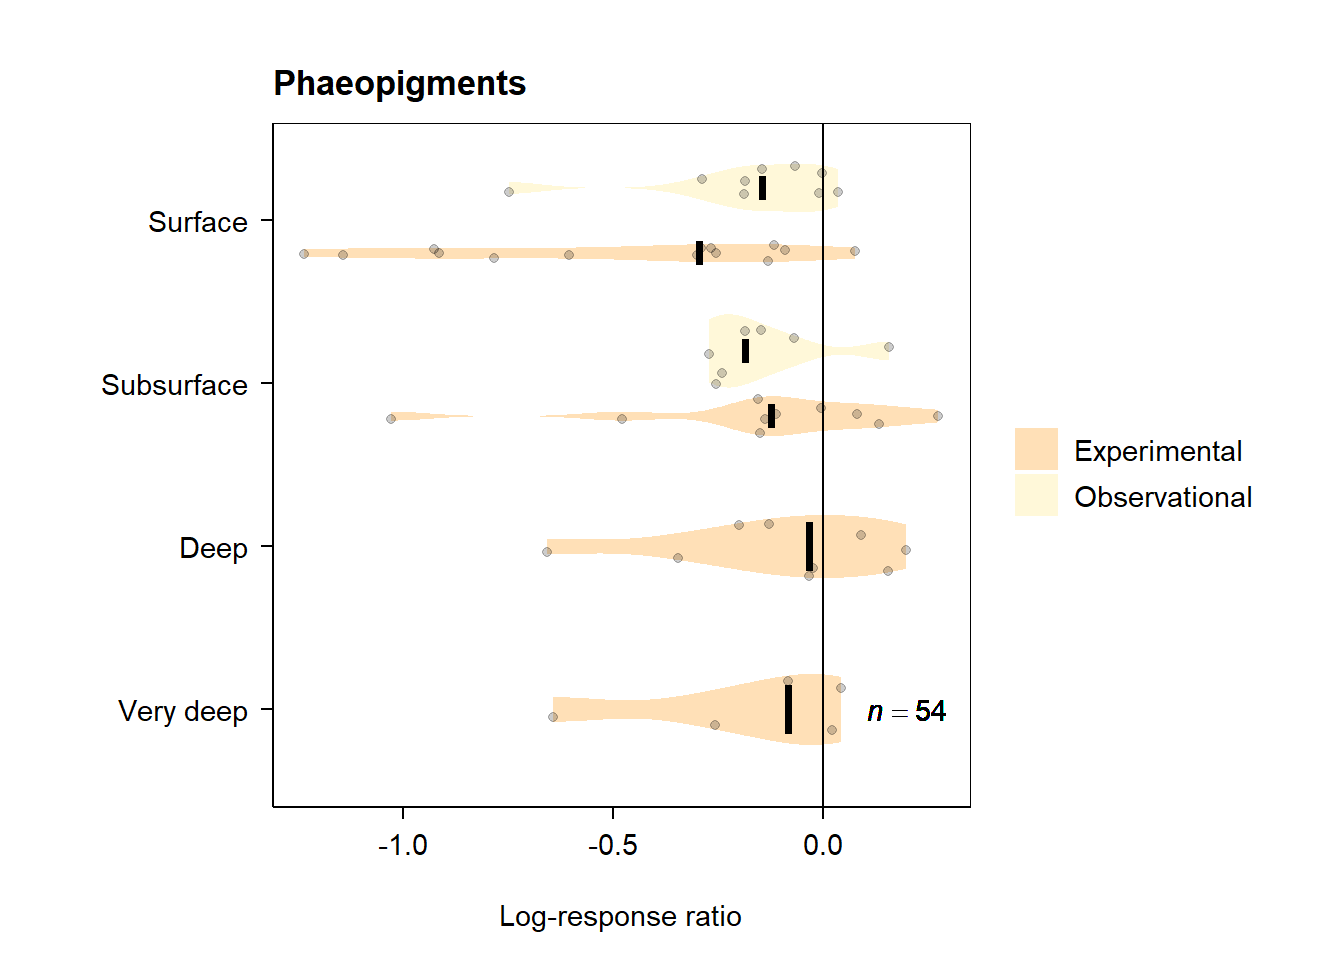 Phaeopigments
Surface
Subsurface
Deep
Very deep
n = 54
Experimental
Observational
-1.0 -0.5 0.0
Log-response ratio